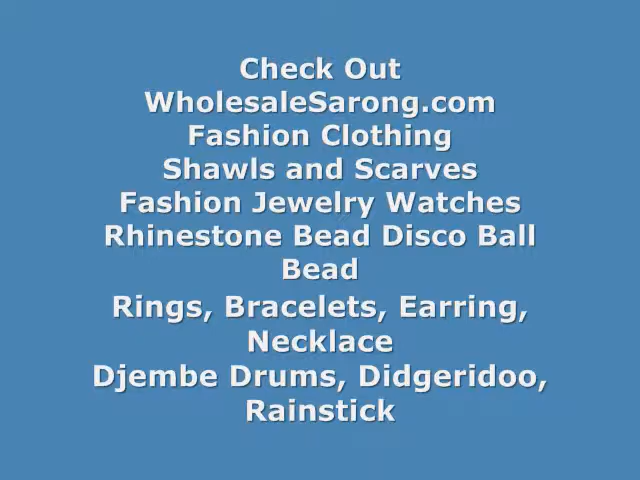 Check Out
WholesaleSarong.com
Fashion Clothing
Shawls and Scarves
Fashion Jewelry Watches
Rhinestone Bead Disco Ball
Bead
Rings, Bracelets, Earring,
Necklace
Djembe Drums, Didgeridoo,
Rainstick